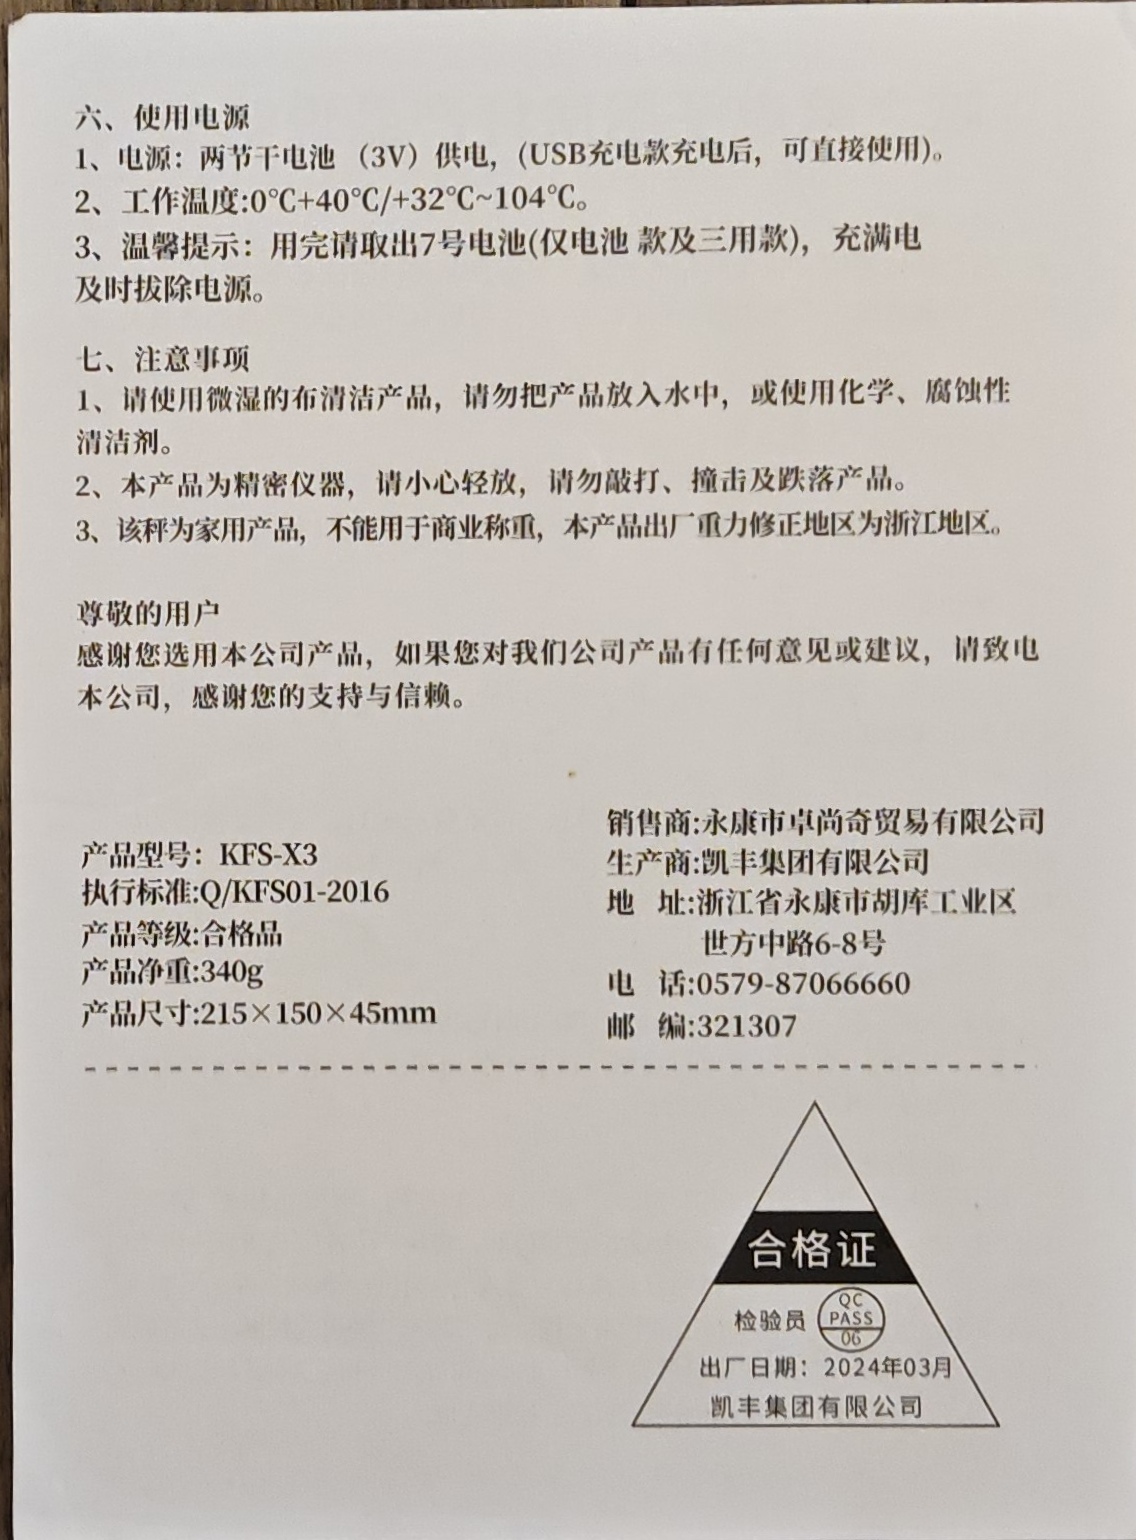 六、使用电源
1、电源：两节干电池（3V）供电，(USB充电款充电后，可直接使用)。
2、工作温度:0℃+40℃/+32℃~104℃。
3、温馨提示：用完请取出7号电池(仅电池 款及三用款)，充满电
及时拔除电源。
七、注意事项
1、请使用微湿的布清洁产品，请勿把产品放入水中，或使用化学、腐蚀性
清洁剂。
2、本产品为精密仪器，请小心轻放，请勿敲打、撞击及跌落产品。
3、该秤为家用产品，不能用于商业称重，本产品出厂重力修正地区为浙江地区。
尊敬的用户
感谢您选用本公司产品，如果您对我们公司产品有任何意见或建议，请致电
本公司，感谢您的支持与信赖。
产品型号：KFS-X3
执行标准:Q/KFS01-2016
产品等级:合格品
产品净重:340g
产品尺寸:215×150×45mm
销售商:永康市卓尚奇贸易有限公司
生产商:凯丰集团有限公司
地 址:浙江省永康市胡库工业区
世方中路6-8号
电 话:0579-87066660
邮 编:321307
合格证
检验员 QC
PASS
06
出厂日期：2024年03月
凯丰集团有限公司